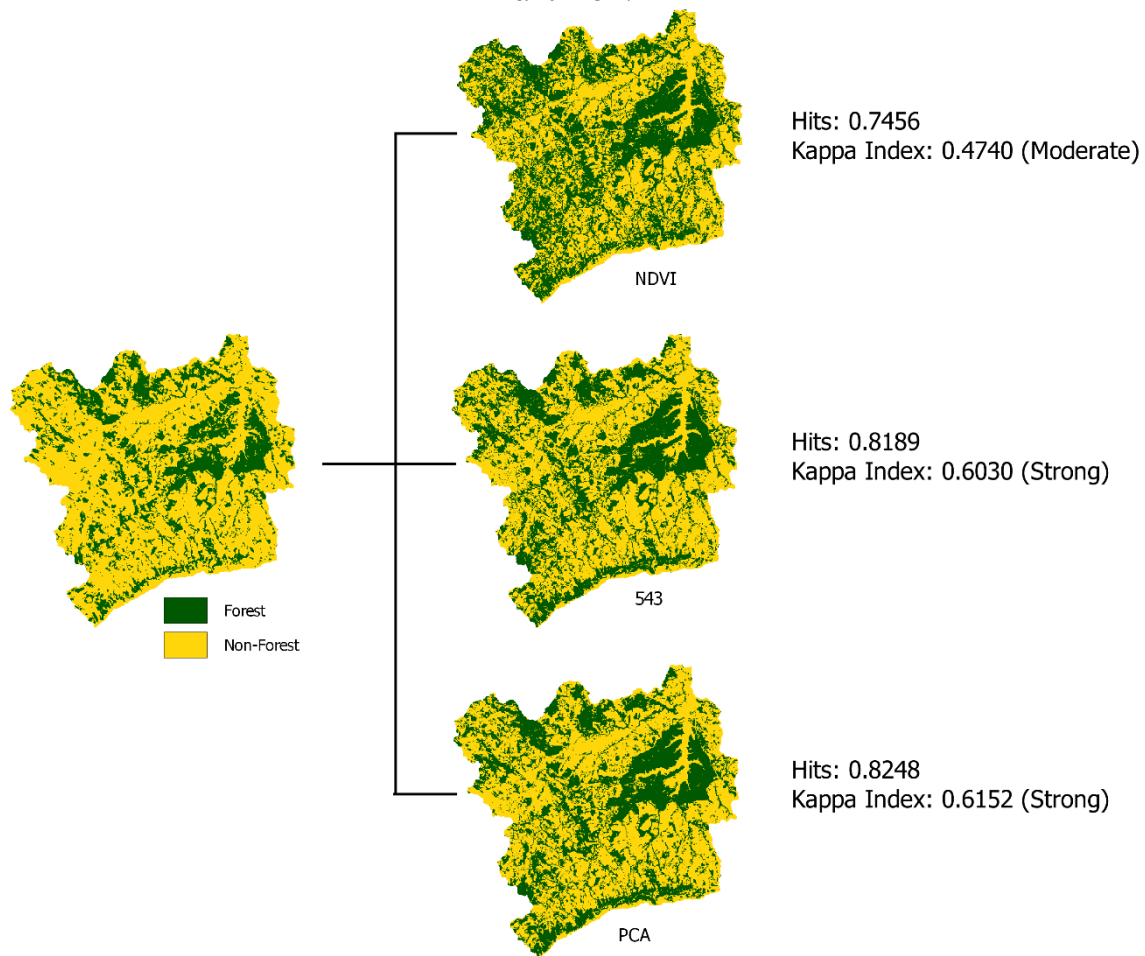 Hits: 0.7456
Kappa Index: 0.4740 (Moderate)
NDVI
Hits: 0.8189
Kappa Index: 0.6030 (Strong)
543
Forest
Non-Forest
Hits: 0.8248
Kappa Index: 0.6152 (Strong)
PCA